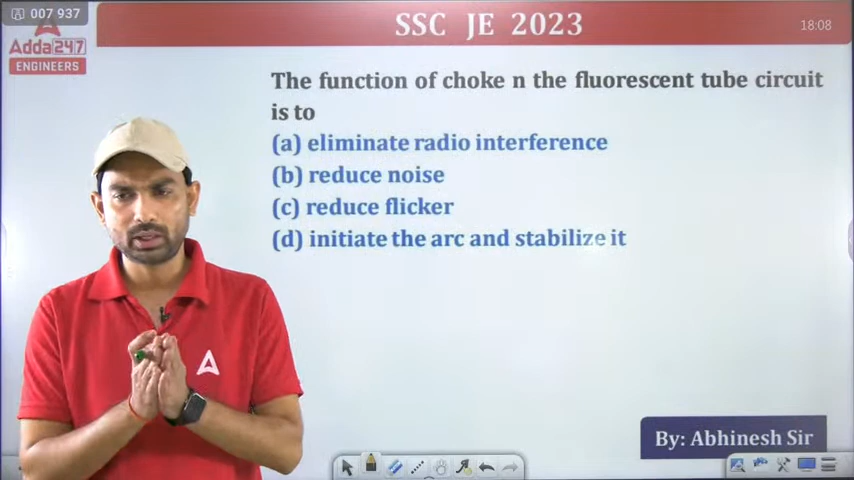 007 937
SSC JE 2023
18:08
Adda247
ENGINEERS
The function of choke n the fluorescent tube circuit
is to
(a) eliminate radio interference
(b) reduce noise
(c) reduce flicker
(d) initiate the arc and stabilize it
By: Abhinesh Sir